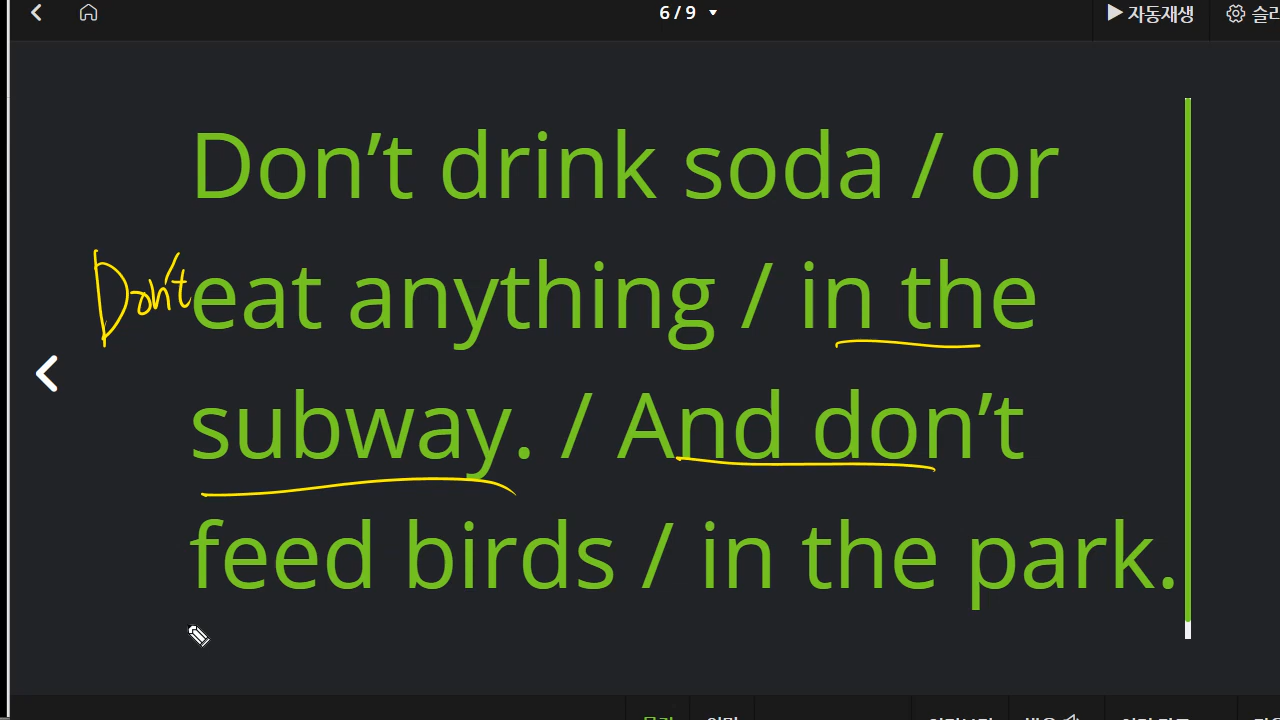 6 / 9
자동재생
Don’t drink soda / or
Don't eat anything / in the
subway. / And don’t
feed birds / in the park.